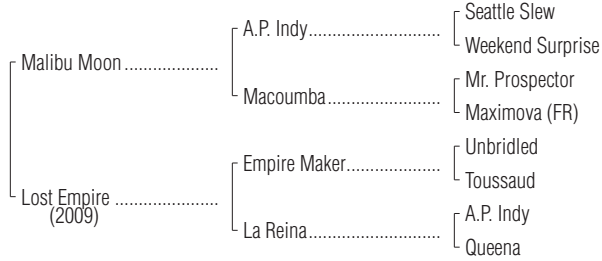 Seattle Slew
A.P. Indy........................................
Weekend Surprise
Malibu Moon ......................
Mr. Prospector
Macoumba..................................
Maximova (FR)
Unbridled
Empire Maker............................
Toussaud
Lost Empire ........................
(2009)
A.P. Indy
La Reina......................................
Queena